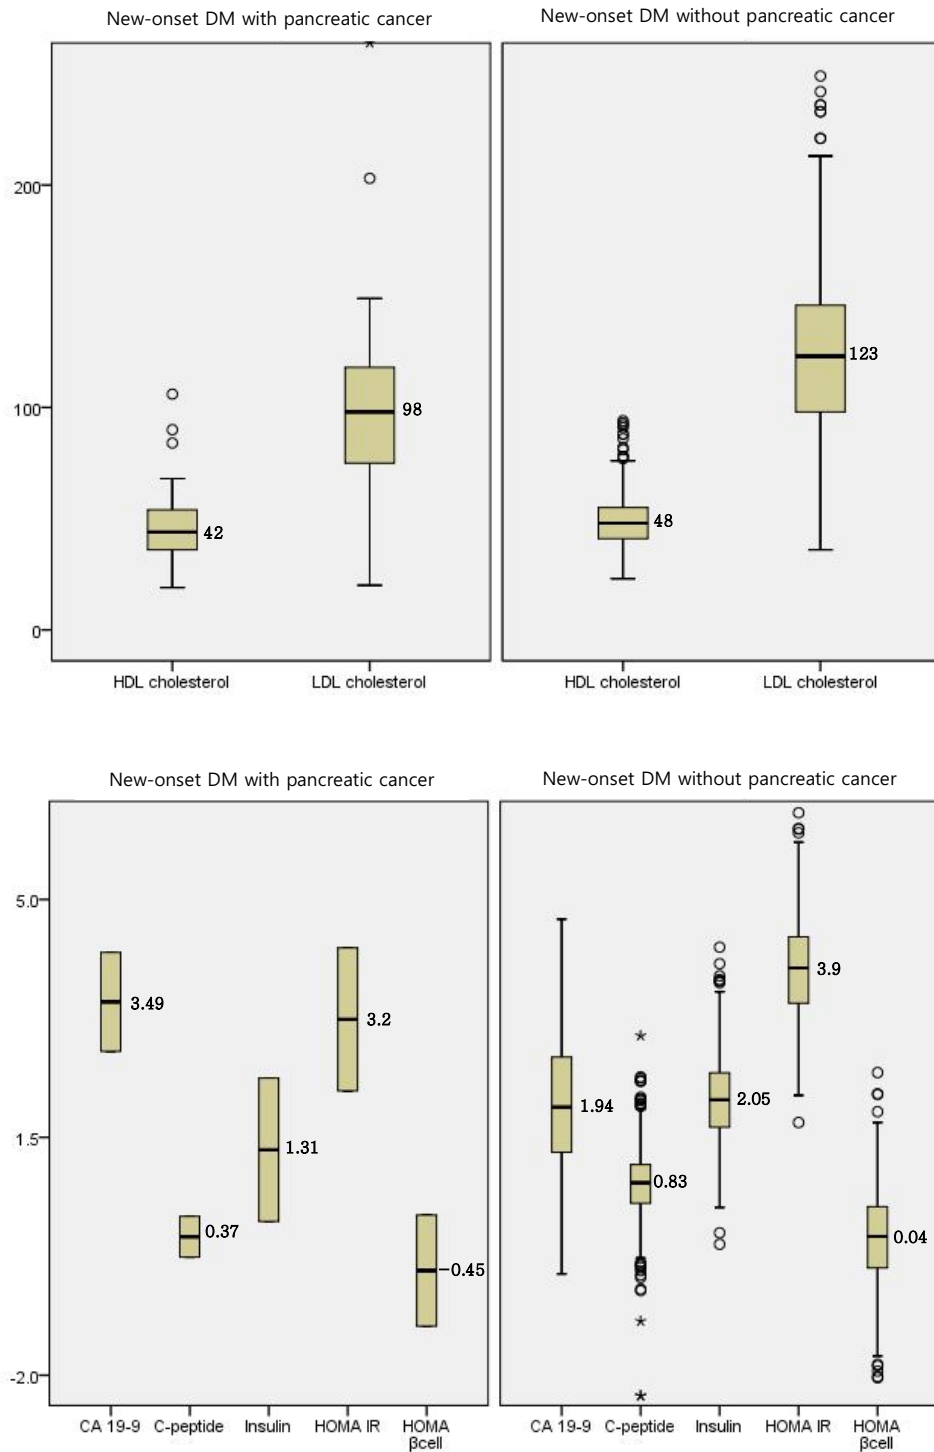 New-onset DM with pancreatic cancer
New-onset DM without pancreatic cancer
200
100
0
42
98
48
123
HDL cholesterol
LDL cholesterol
HDL cholesterol
LDL cholesterol
New-onset DM with pancreatic cancer
New-onset DM without pancreatic cancer
5.0
1.5
-2.0
3.49
0.37
1.31
3.2
−0.45
1.94
0.83
2.05
3.9
0.04
CA 19-9
C-peptide
Insulin
HOMA IR
HOMA
βcell
CA 19-9
C-peptide
Insulin
HOMA IR
HOMA
βcell